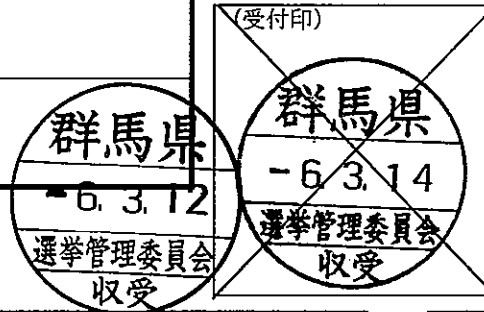 (受付印)
群馬県
-6.3.12
選挙管理委員会
収受
群馬県
-6.3.14
選挙管理委員会
収受